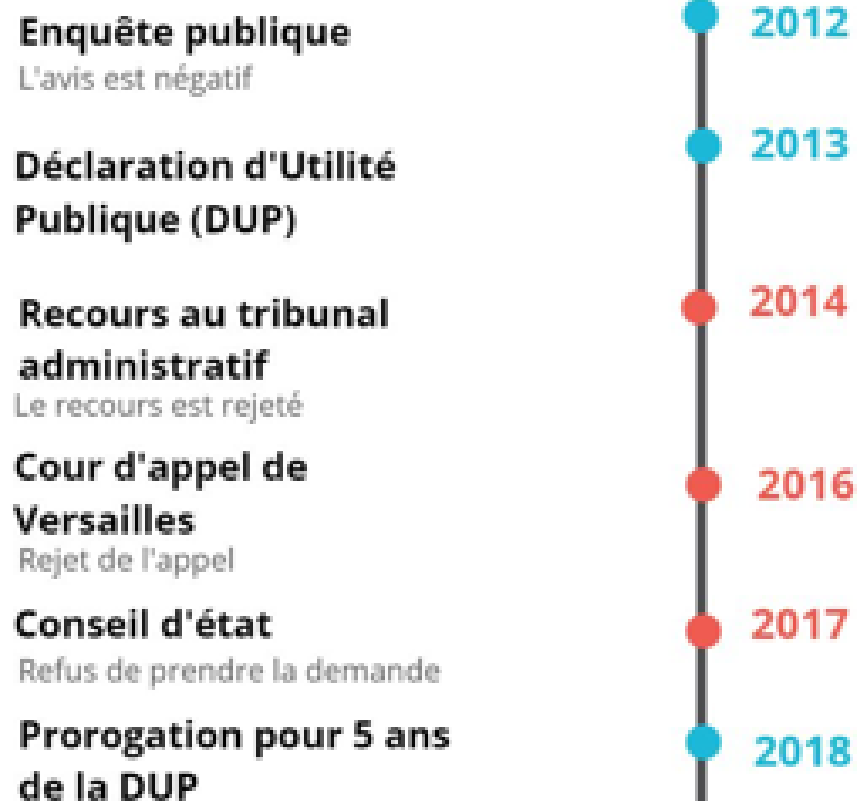 Enquête publique
2012
L'avis est négatif
2013
Déclaration d'Utilité
Publique (DUP)
2014
Recours au tribunal
administratif
Le recours est rejeté
Cour d'appel de
2016
Versailles
Rejet de l'appel
Conseil d'état
2017
Refus de prendre la demande
Prorogation pour 5 ans
2018
de la DUP